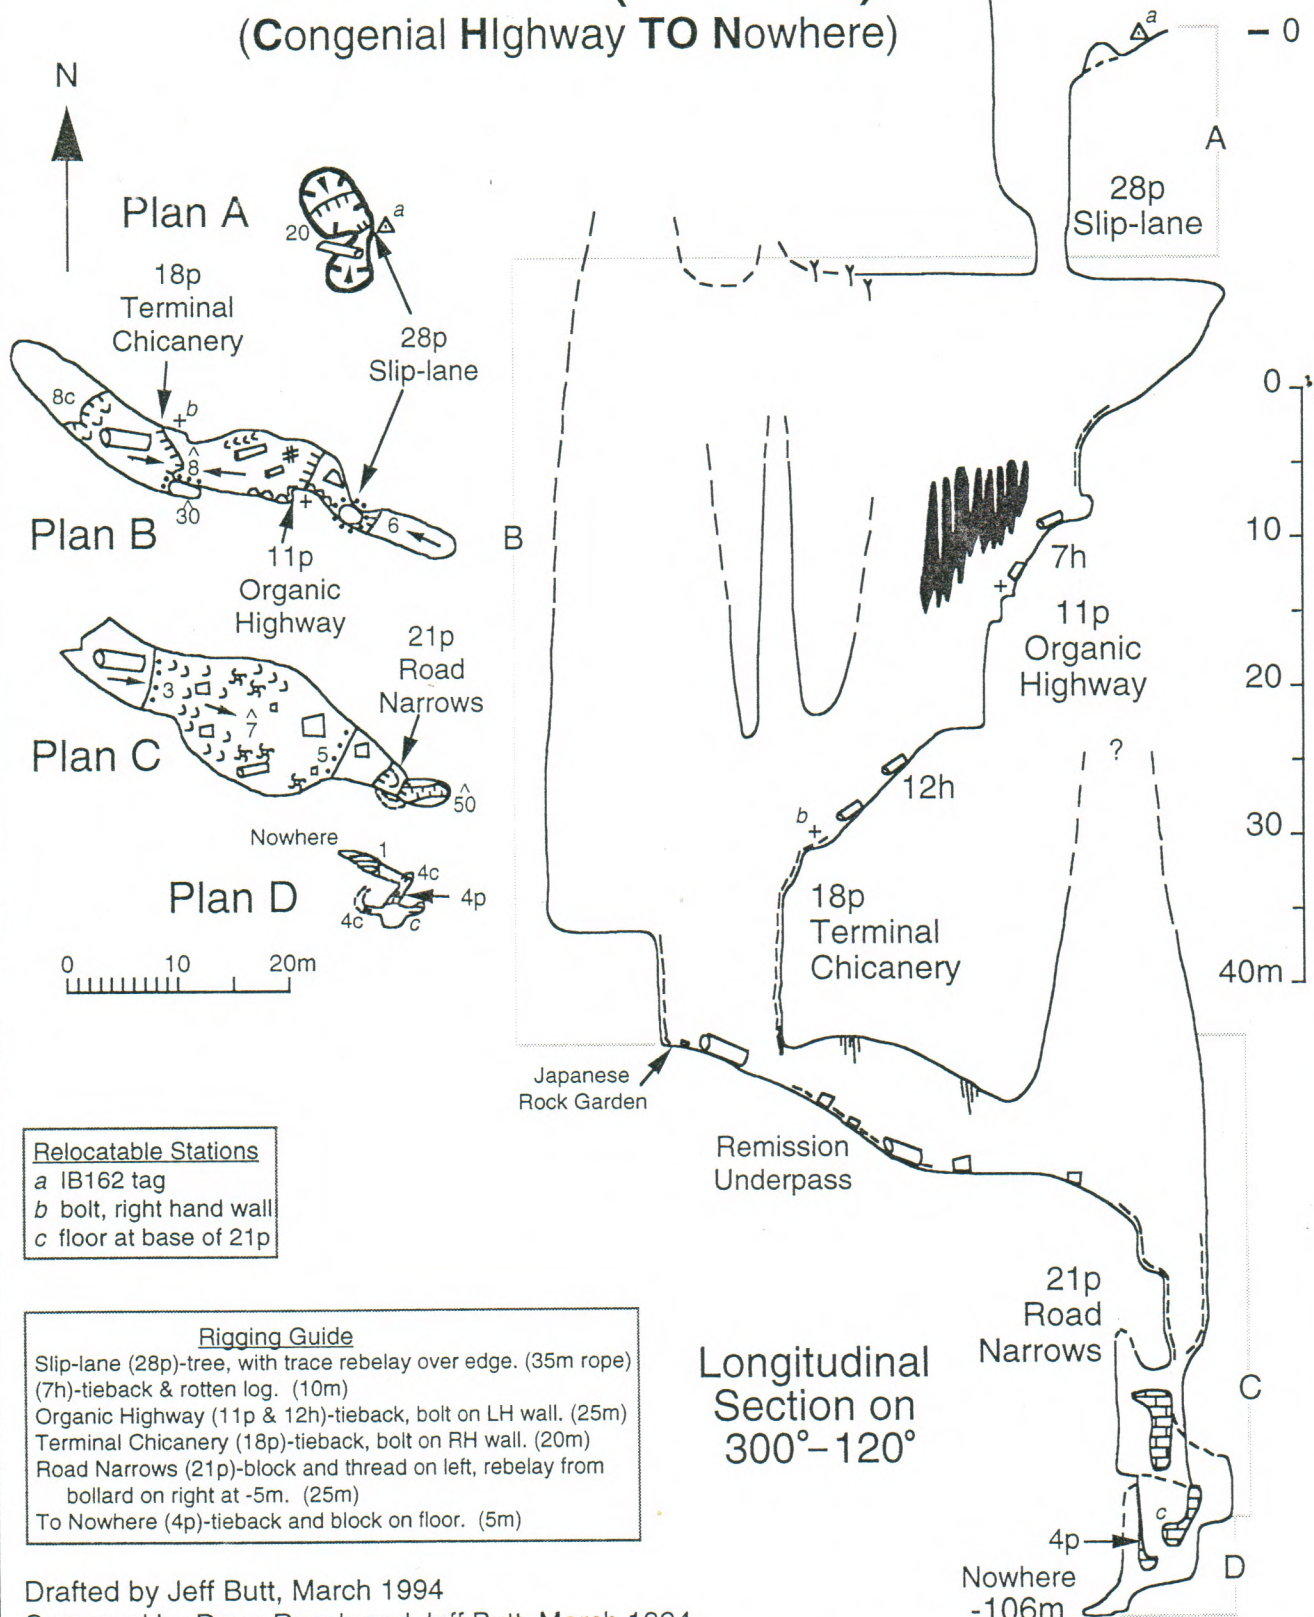 (Congenial HIghway TO Nowhere)
N
Plan A
20
a
18p
Terminal
Chicanery
28p
Slip-lane
8c
b
8
30
6
Plan B
11p
Organic
Highway
21p
Road
Narrows
3
7
5
50
Plan C
Nowhere
1
4c
4p
4c
c
Plan D
0 10 20m
a
0
A
28p
Slip-lane
B
0
10
20
30
40m
7h
11p
Organic
Highway
?
12h
b
18p
Terminal
Chicanery
Japanese
Rock Garden
Remission
Underpass
21p
Road
Narrows
C
c
4p
D
Nowhere
-106m
Longitudinal
Section on
300°–120°
Relocatable Stations
a IB162 tag
b bolt, right hand wall
c floor at base of 21p
Rigging Guide
Slip-lane (28p)-tree, with trace rebelay over edge. (35m rope)
(7h)-tieback & rotten log. (10m)
Organic Highway (11p & 12h)-tieback, bolt on LH wall. (25m)
Terminal Chicanery (18p)-tieback, bolt on RH wall. (20m)
Road Narrows (21p)-block and thread on left, rebelay from
bollard on right at -5m. (25m)
To Nowhere (4p)-tieback and block on floor. (5m)
Drafted by Jeff Butt, March 1994